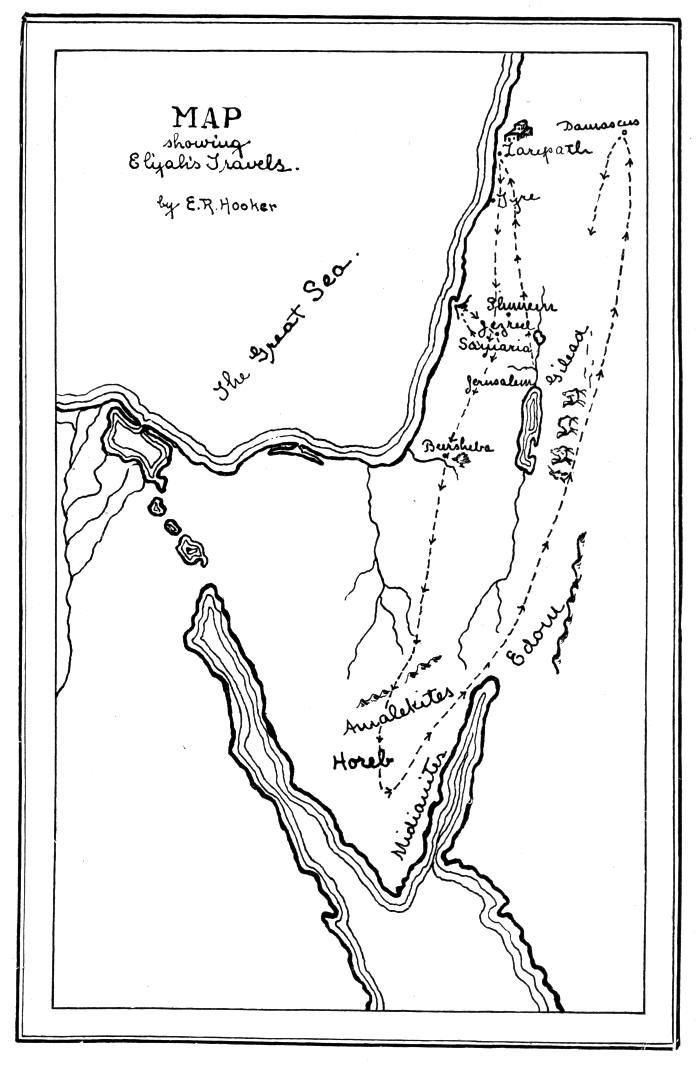 MAP
showing
Elijah's Travels.
by E.R. Hooker
Damascus
Zarepath
Tyre
The Great Sea.
Shunem
Jezreel
Samaria
Gilead
Jerusalem
Beersheba
Edom
Amalekites
Horeb
Midianites